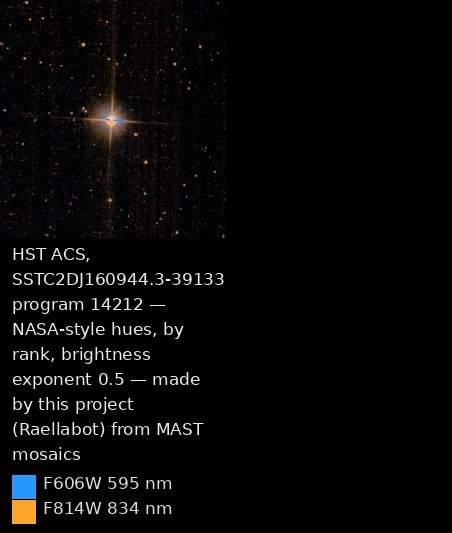 HST ACS,
SSTC2DJ160944.3-39133
program 14212 —
NASA-style hues, by
rank, brightness
exponent 0.5 — made
by this project
(Raellabot) from MAST
mosaics
F606W 595 nm
F814W 834 nm